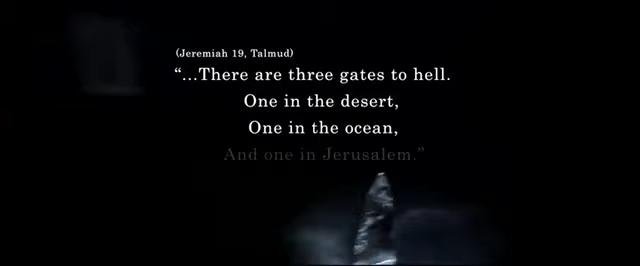 (Jeremiah 19, Talmud)
“...There are three gates to hell.
One in the desert,
One in the ocean,
And one in Jerusalem.”